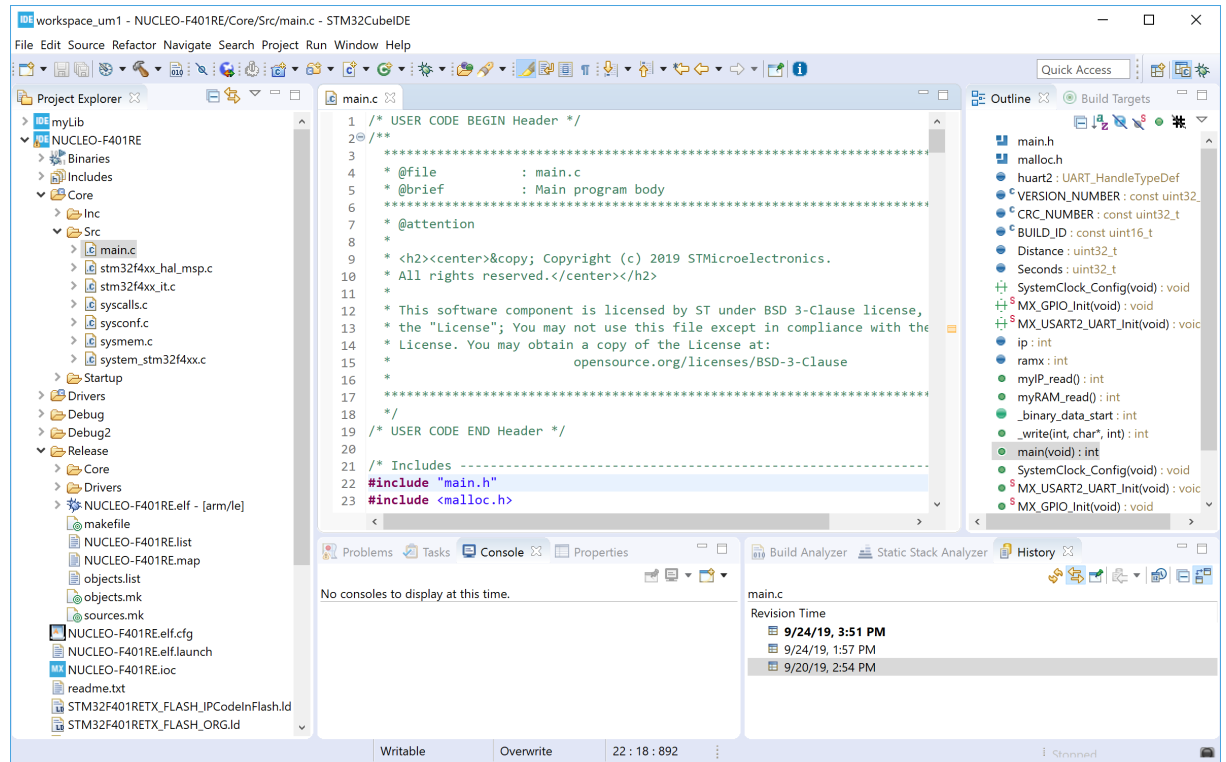 IDE workspace_um1 - NUCLEO-F401RE/Core/Src/main.c - STM32CubeIDE
File Edit Source Refactor Navigate Search Project Run Window Help
Quick Access
Project Explorer
IDE myLib
IDE NUCLEO-F401RE
Binaries
Includes
Core
Inc
Src
main.c
stm32f4xx_hal_msp.c
stm32f4xx_it.c
syscalls.c
sysconf.c
sysmem.c
system_stm32f4xx.c
Startup
Drivers
Debug
Debug2
Release
Core
Drivers
NUCLEO-F401RE.elf - [arm/le]
makefile
NUCLEO-F401RE.list
NUCLEO-F401RE.map
objects.list
objects.mk
sources.mk
NUCLEO-F401RE.elf.cfg
NUCLEO-F401RE.elf.launch
MX NUCLEO-F401RE.ioc
readme.txt
STM32F401RETX_FLASH_IPCodeInFlash.ld
STM32F401RETX_FLASH_ORG.ld
main.c
1 /* USER CODE BEGIN Header */
2 /**
3 ******************************************************************************
4 * @file : main.c
5 * @brief : Main program body
6 ******************************************************************************
7 * @attention
8 *
9 * <h2><center>&copy; Copyright (c) 2019 STMicroelectronics.
10 * All rights reserved.</center></h2>
11 *
12 * This software component is licensed by ST under BSD 3-Clause license,
13 * the "License"; You may not use this file except in compliance with the
14 * License. You may obtain a copy of the License at:
15 * opensource.org/licenses/BSD-3-Clause
16 *
17 ******************************************************************************
18 */
19 /* USER CODE END Header */
20
21 /* Includes ------------------------------------------------------------------
22 #include "main.h"
23 #include <malloc.h>
Outline Build Targets
main.h
malloc.h
huart2 : UART_HandleTypeDef
VERSION_NUMBER : const uint32_
CRC_NUMBER : const uint32_t
BUILD_ID : const uint16_t
Distance : uint32_t
Seconds : uint32_t
SystemClock_Config(void) : void
MX_GPIO_Init(void) : void
MX_USART2_UART_Init(void) : voic
ip : int
ramx : int
myIP_read() : int
myRAM_read() : int
_binary_data_start : int
_write(int, char*, int) : int
main(void) : int
SystemClock_Config(void) : void
MX_USART2_UART_Init(void) : voic
MX_GPIO_Init(void) : void
Problems Tasks Console Properties
No consoles to display at this time.
Build Analyzer Static Stack Analyzer History
main.c
Revision Time
9/24/19, 3:51 PM
9/24/19, 1:57 PM
9/20/19, 2:54 PM
Writable Overwrite 22 : 18 : 892 Stopped